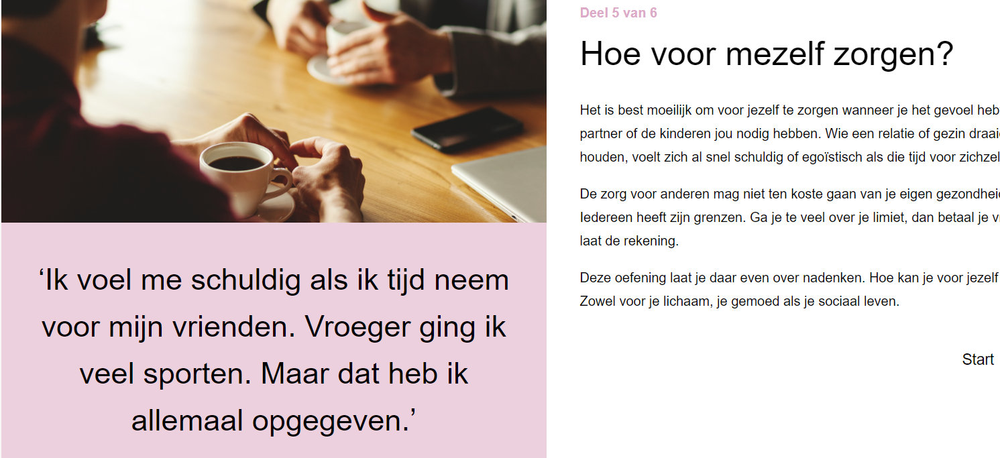 Deel 5 van 6
Hoe voor mezelf zorgen?
Het is best moeilijk om voor jezelf te zorgen wanneer je het gevoel heb
partner of de kinderen jou nodig hebben. Wie een relatie of gezin draai
houden, voelt zich al snel schuldig of egoïstisch als die tijd voor zichzel
De zorg voor anderen mag niet ten koste gaan van je eigen gezondhei
Iedereen heeft zijn grenzen. Ga je te veel over je limiet, dan betaal je v
laat de rekening.
Deze oefening laat je daar even over nadenken. Hoe kan je voor jezelf
Zowel voor je lichaam, je gemoed als je sociaal leven.
Start
‘Ik voel me schuldig als ik tijd neem
voor mijn vrienden. Vroeger ging ik
veel sporten. Maar dat heb ik
allemaal opgegeven.’